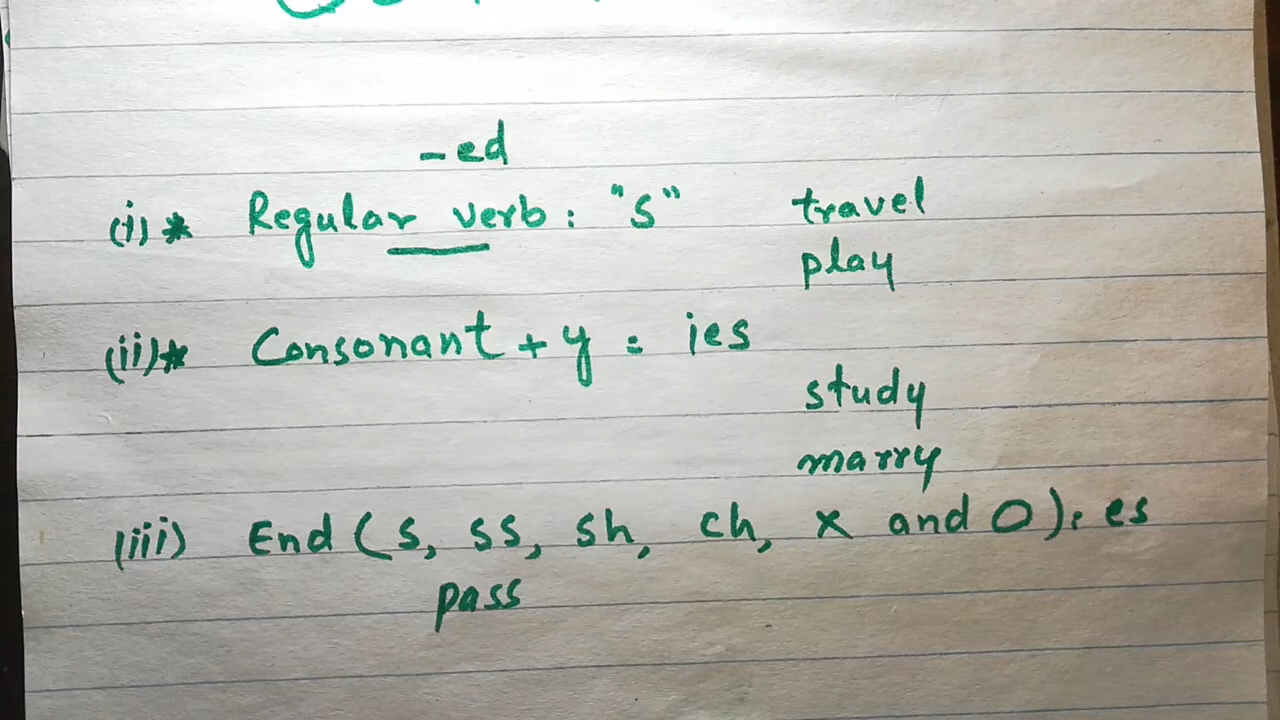 -ed
(i)* Regular verb: "s" travel
play
(ii)* Consonant + y = ies
study
marry
(iii) End (s, ss, sh, ch, x and o): es
pass